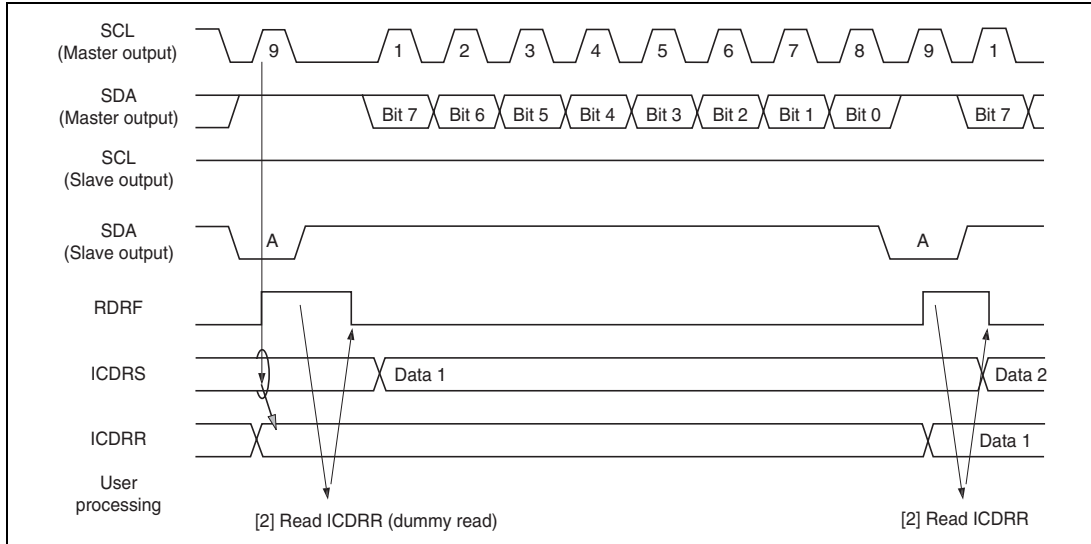 SCL
(Master output)
9 1 2 3 4 5 6 7 8 9 1
SDA
(Master output)
Bit 7 Bit 6 Bit 5 Bit 4 Bit 3 Bit 2 Bit 1 Bit 0 Bit 7
SCL
(Slave output)
SDA
(Slave output)
A A
RDRF
ICDRS
Data 1 Data 2
ICDRR
Data 1
User
processing
[2] Read ICDRR (dummy read) [2] Read ICDRR